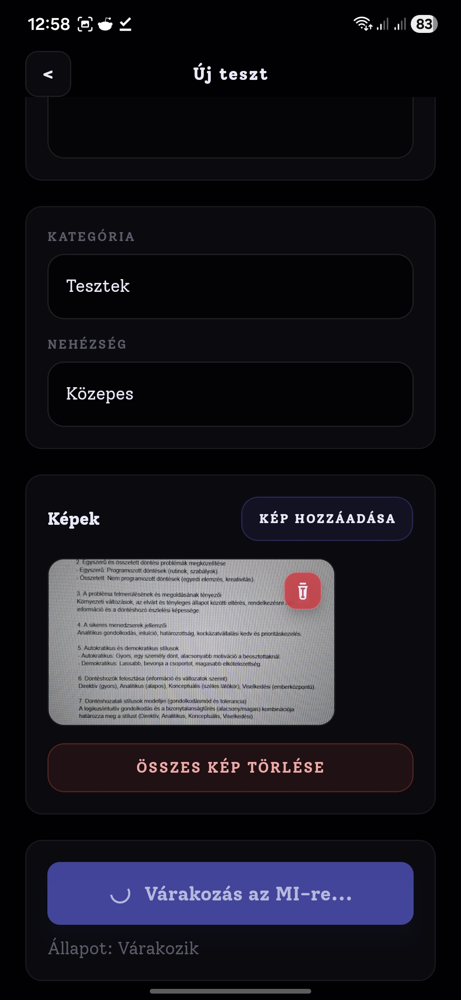 12:58
83
<
Új teszt
KATEGÓRIA
Tesztek
NEHÉZSÉG
Közepes
Képek
KÉP HOZZÁADÁSA
2. Egyszerű és összetett döntési problémák megközelítése
- Egyszerű: Programozott döntések (rutinok, szabályok).
- Összetett: Nem programozott döntések (egyedi elemzés, kreativitás).
3. A probléma felmerülésének és megoldásának tényezői
Környezeti változások, az elvárt és tényleges állapot közötti eltérés, rendelkezésre
információ és a döntéshozó észlelési képessége.
4. A sikeres menedzserek jellemzői
Analitikus gondolkodás, intuíció, határozottság, kockázatvállalási kedv és prioritáskezelés.
5. Autokratikus és demokratikus stílusok
- Autokratikus: Gyors, egy személy dönt, alacsonyabb motiváció a beosztottaknál.
- Demokratikus: Lassabb, bevonja a csoportot, magasabb elkötelezettség.
6. Döntéshozók felosztása (információ és változatok szerint)
Direktív (gyors), Analitikus (alapos), Konceptuális (széles látókör), Viselkedési (emberközpontú).
7. Döntéshozatali stílusok modelljei (gondolkodásmód és tolerancia)
A logikus/intuitív gondolkodás és a bizonytalanságtűrés (alacsony/magas) kombinációja
határozza meg a stílust (Direktív, Analitikus, Konceptuális, Viselkedési).
ÖSSZES KÉP TÖRLÉSE
Várakozás az MI-re...
Állapot: Várakozik